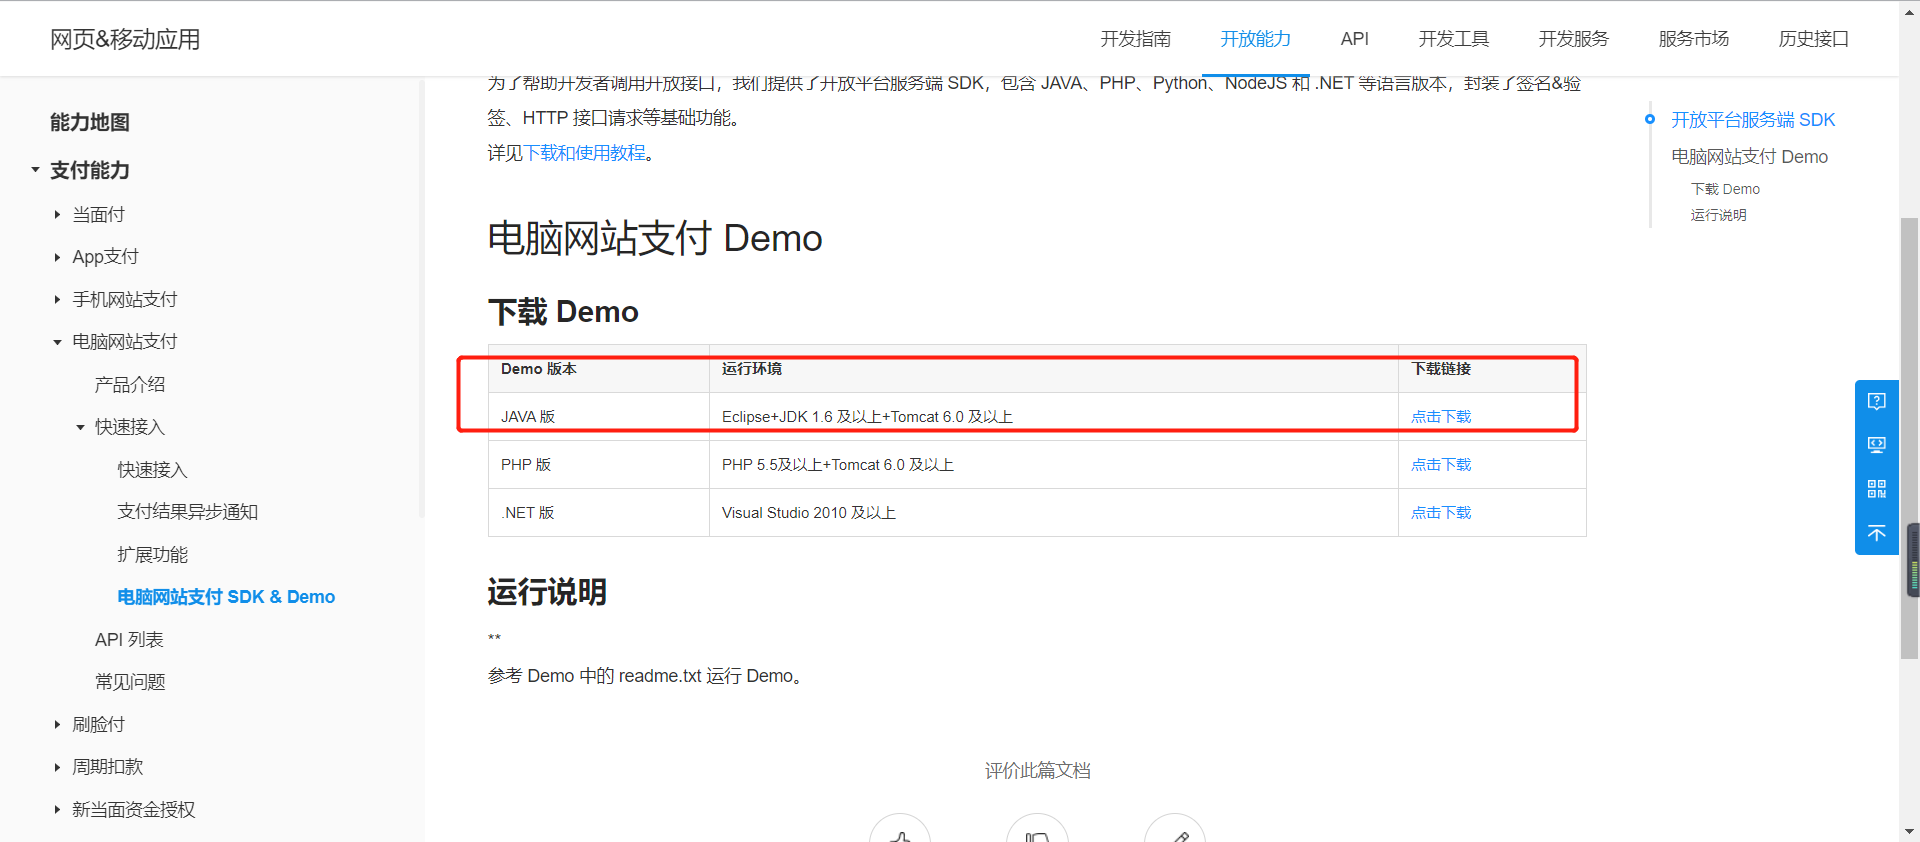 网页&移动应用
开发指南
开放能力
API
开发工具
开发服务
服务市场
历史接口
能力地图
支付能力
当面付
App支付
手机网站支付
电脑网站支付
产品介绍
快速接入
快速接入
支付结果异步通知
扩展功能
电脑网站支付 SDK & Demo
API 列表
常见问题
刷脸付
周期扣款
新当面资金授权
为了帮助开发者调用开放接口，我们提供了开放平台服务端 SDK，包含 JAVA、PHP、Python、NodeJS 和 .NET 等语言版本，封装了签名&验
签、HTTP 接口请求等基础功能。
详见下载和使用教程。
电脑网站支付 Demo
下载 Demo
Demo 版本 运行环境 下载链接
JAVA 版 Eclipse+JDK 1.6 及以上+Tomcat 6.0 及以上 点击下载
PHP 版 PHP 5.5及以上+Tomcat 6.0 及以上 点击下载
.NET 版 Visual Studio 2010 及以上 点击下载
运行说明
**
参考 Demo 中的 readme.txt 运行 Demo。
评价此篇文档
开放平台服务端 SDK
电脑网站支付 Demo
下载 Demo
运行说明